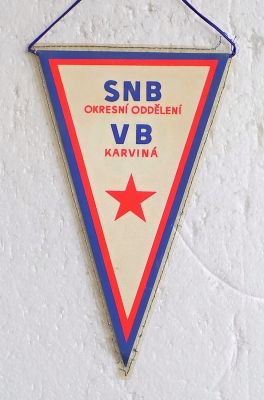 SNB
OKRESNÍ ODDĚLENÍ
VB
KARVINÁ